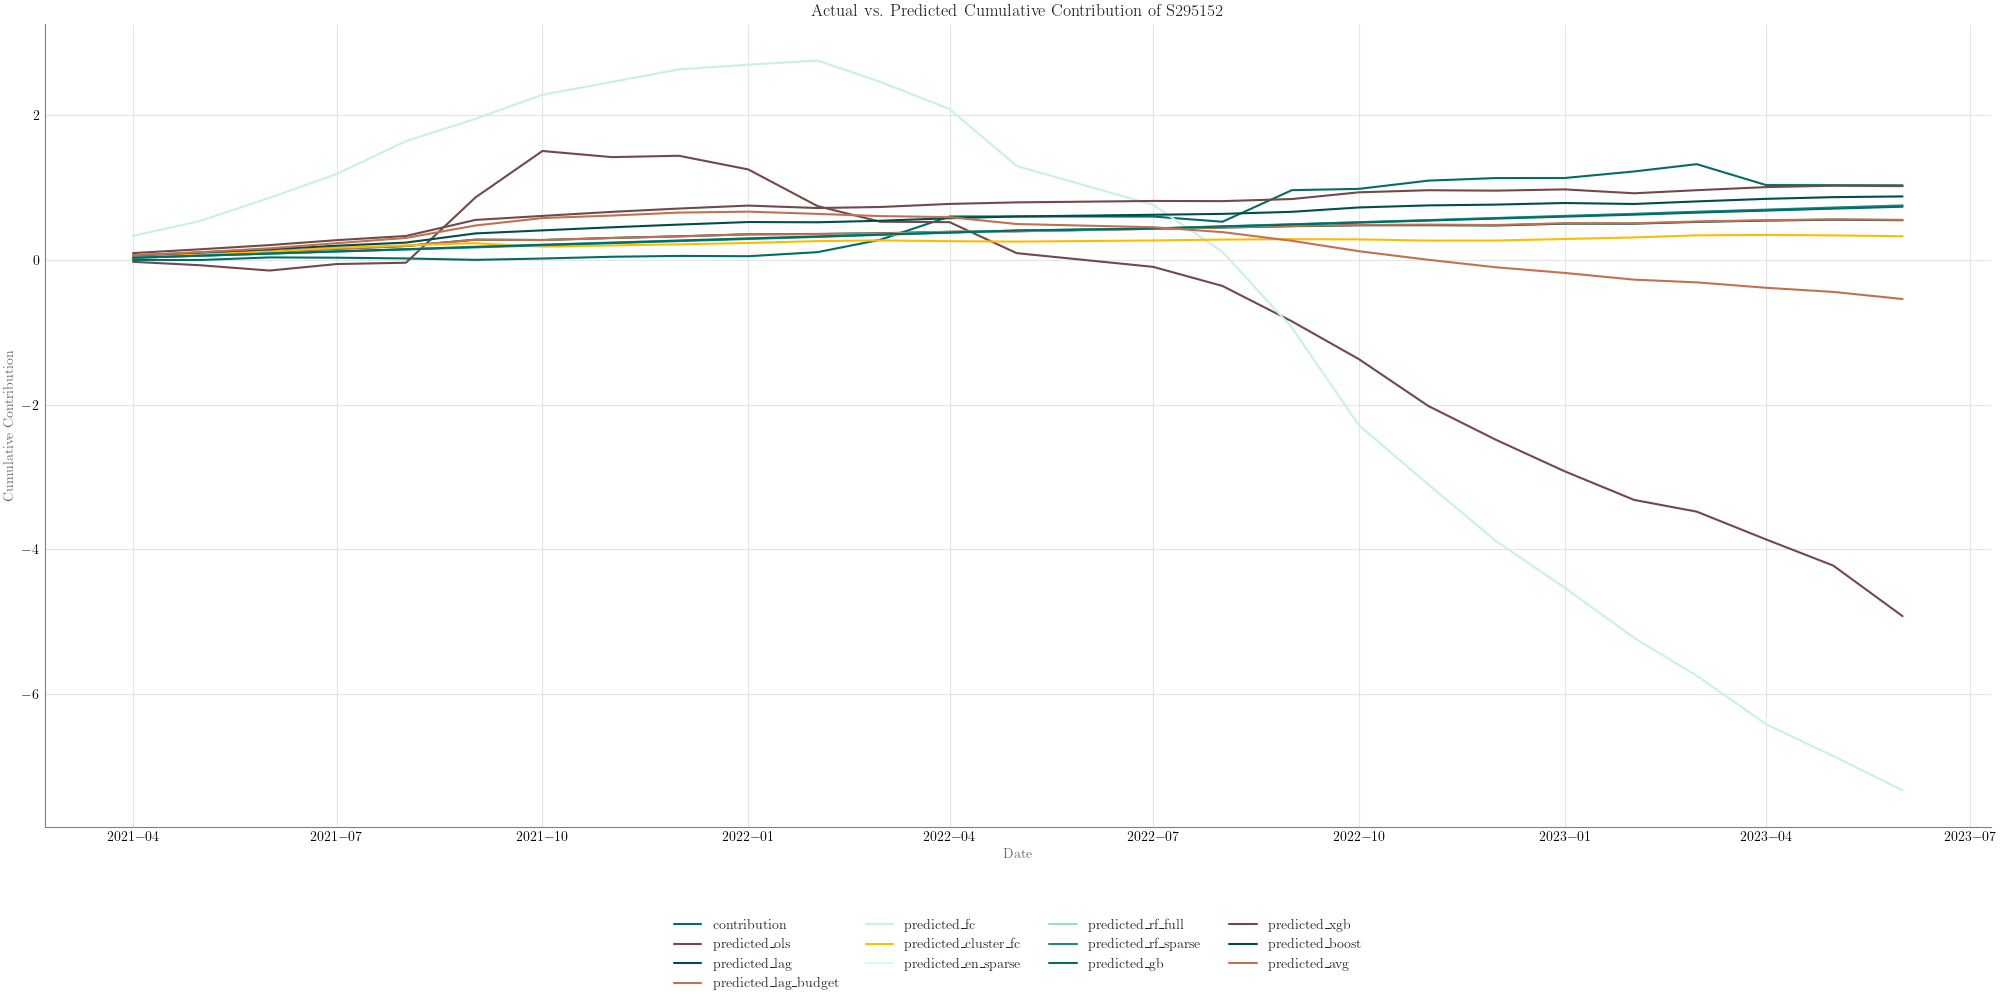 Actual vs. Predicted Cumulative Contribution of S295152
Cumulative Contribution
2
0
−2
−4
−6
2021−04 2021−07 2021−10 2022−01 2022−04 2022−07 2022−10 2023−01 2023−04 2023−07
Date
contribution predicted_fc predicted_rf_full predicted_xgb
predicted_ols predicted_cluster_fc predicted_rf_sparse predicted_boost
predicted_lag predicted_en_sparse predicted_gb predicted_avg
predicted_lag_budget